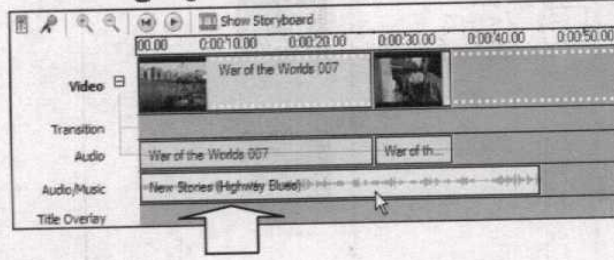 Show Storyboard
00.00 0:00:10.00 0:00:20.00 0:00:30.00 0:00:40.00 0:00:50.00
Video War of the Worlds 007
Transition
Audio War of the Worlds 007 War of th...
Audio/Music New Stories (Highway Blues)
Title Overlay